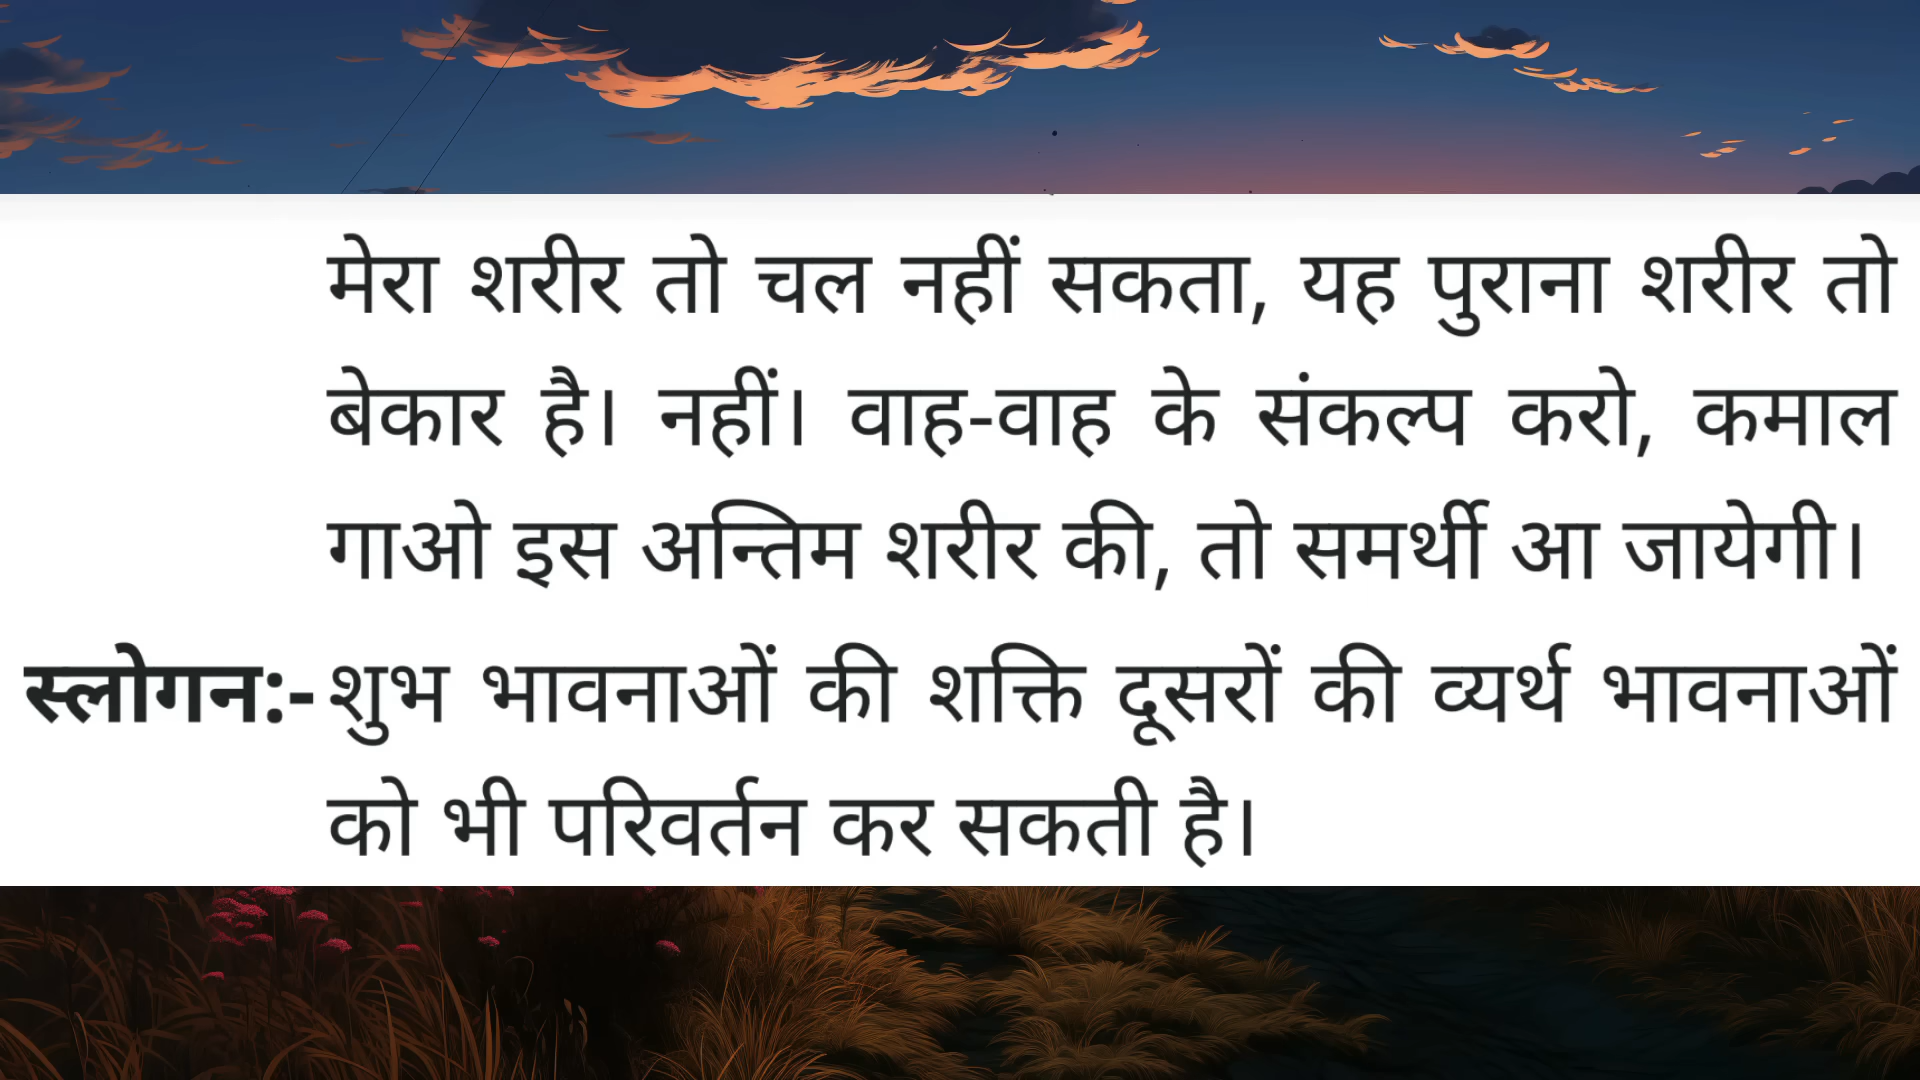 मेरा शरीर तो चल नहीं सकता, यह पुराना शरीर तो
बेकार है। नहीं। वाह-वाह के संकल्प करो, कमाल
गाओ इस अन्तिम शरीर की, तो समर्थी आ जायेगी।
स्लोगन:- शुभ भावनाओं की शक्ति दूसरों की व्यर्थ भावनाओं
को भी परिवर्तन कर सकती है।